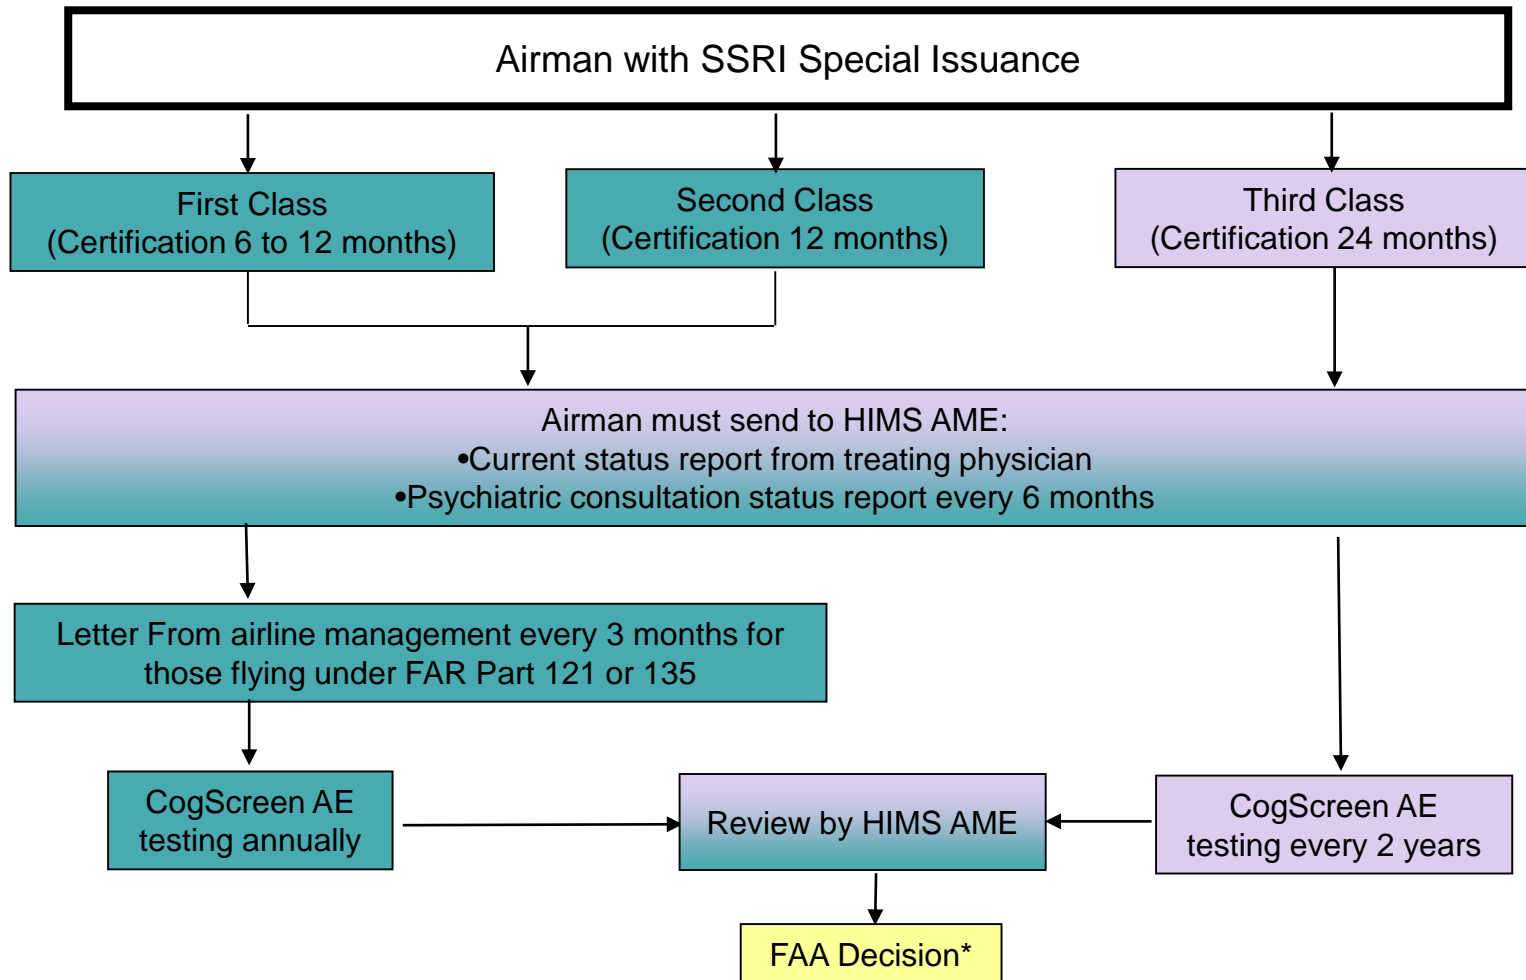 Airman with SSRI Special Issuance
First Class
(Certification 6 to 12 months)
Second Class
(Certification 12 months)
Third Class
(Certification 24 months)
Airman must send to HIMS AME:
•Current status report from treating physician
•Psychiatric consultation status report every 6 months
Letter From airline management every 3 months for
those flying under FAR Part 121 or 135
CogScreen AE
testing annually
Review by HIMS AME
CogScreen AE
testing every 2 years
FAA Decision*